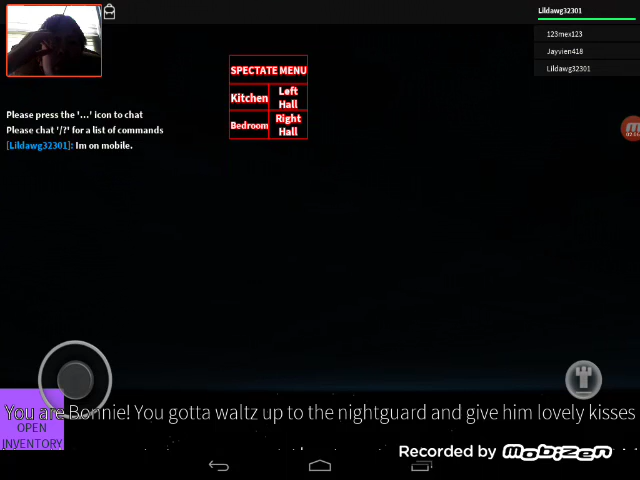 Lildawg32301
123mex123
Jayvien418
Lildawg32301
SPECTATE MENU
Kitchen
Left
Hall
Bedroom
Right
Hall
Please press the '...' icon to chat
Please chat '/?' for a list of commands
[Lildawg32301]: Im on mobile.
You are Bonnie! You gotta waltz up to the nightguard and give him lovely kisses
OPEN
INVENTORY
Recorded by Mobizen